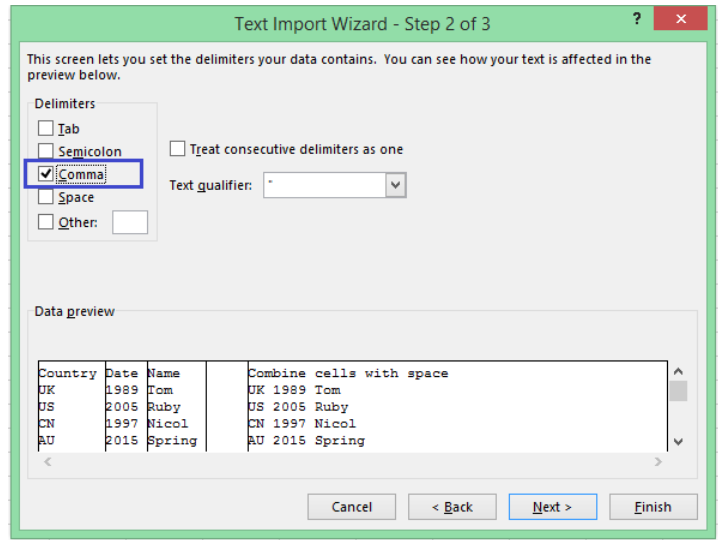 Text Import Wizard - Step 2 of 3
?
This screen lets you set the delimiters your data contains.  You can see how your text is affected in the
preview below.
Delimiters
Tab
Semicolon
Treat consecutive delimiters as one
Comma
Text qualifier: "
Space
Other:
Data preview
Country Date Name Combine cells with space
UK 1989 Tom UK 1989 Tom
US 2005 Ruby US 2005 Ruby
CN 1997 Nicol CN 1997 Nicol
AU 2015 Spring AU 2015 Spring
Cancel < Back Next > Finish